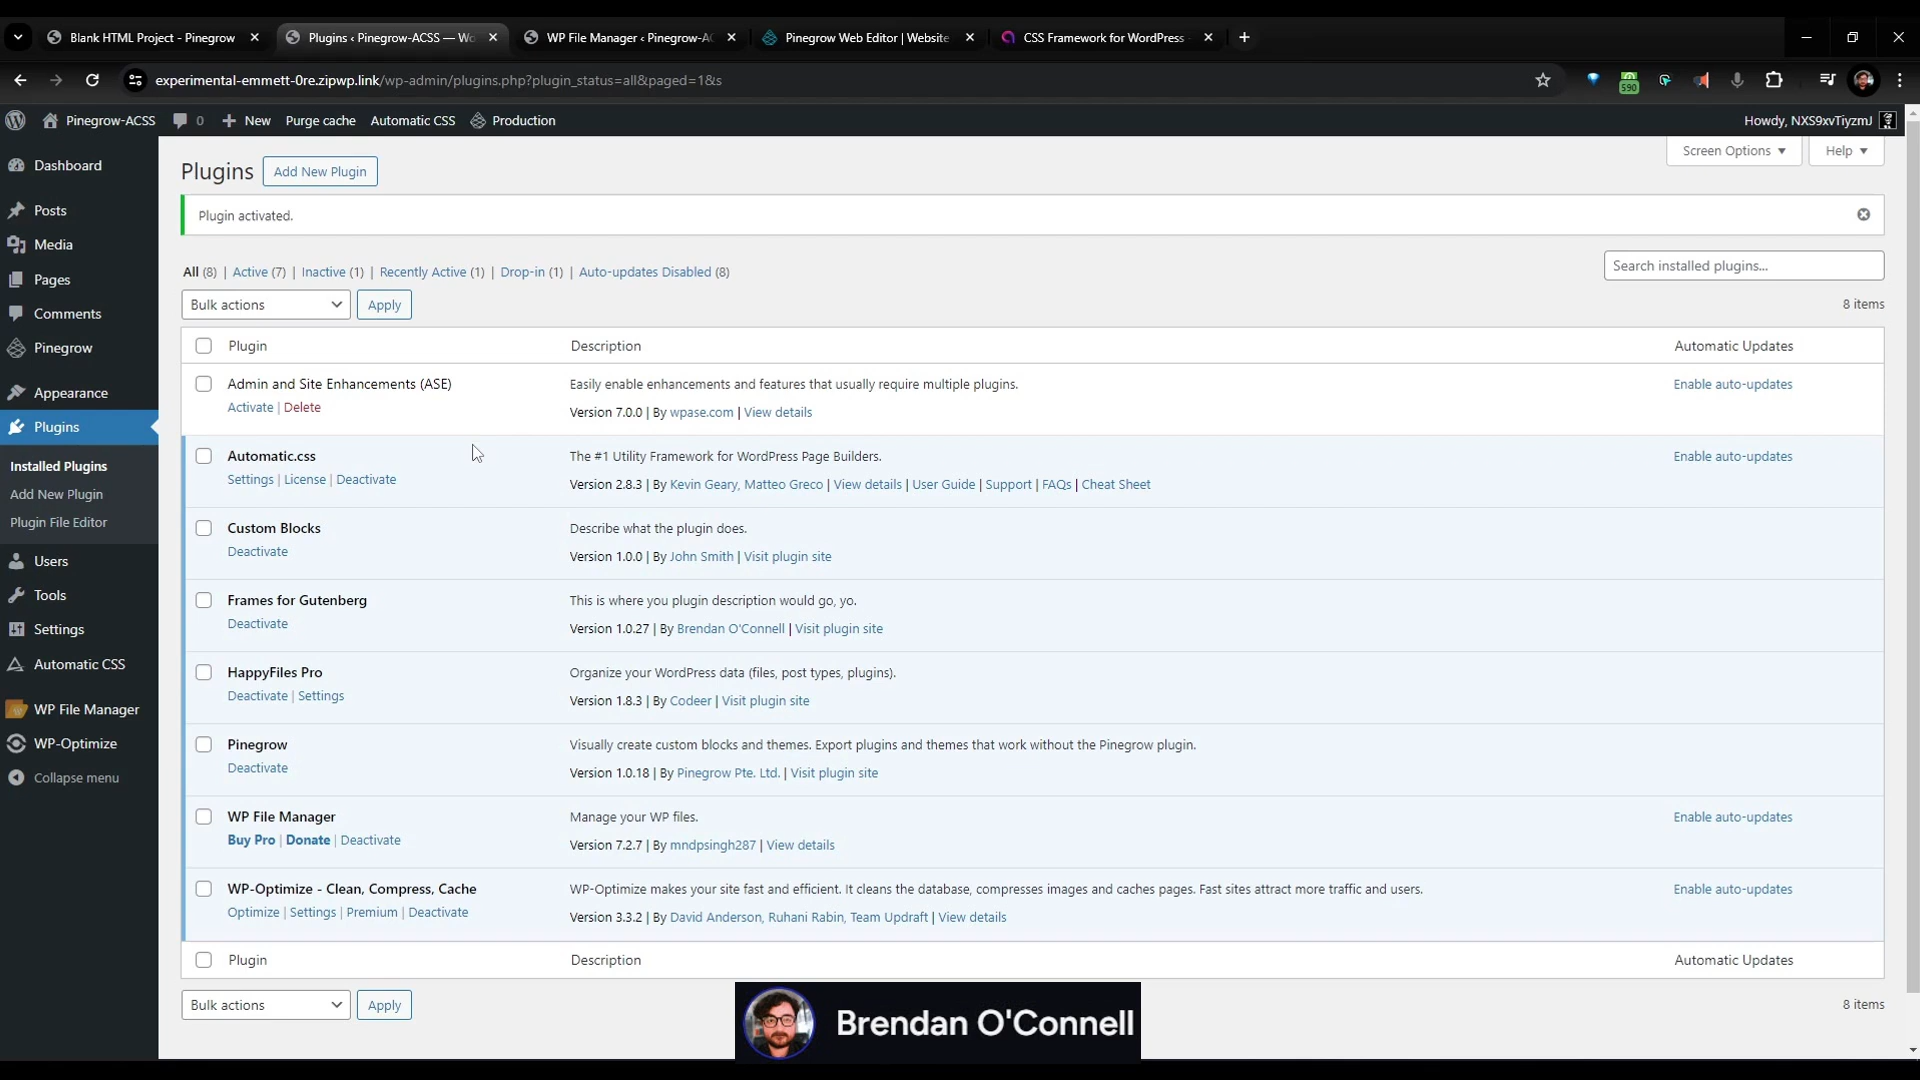 Blank HTML Project - Pinegrow
Plugins ‹ Pinegrow-ACSS — Wo
WP File Manager ‹ Pinegrow-AC
Pinegrow Web Editor | Website
CSS Framework for WordPress
experimental-emmett-0re.zipwp.link/wp-admin/plugins.php?plugin_status=all&paged=1&s
590
Pinegrow-ACSS 0 New Purge cache Automatic CSS Production
Howdy, NXS9xvTiyzmJ
Dashboard
Posts
Media
Pages
Comments
Pinegrow
Appearance
Plugins
Installed Plugins
Add New Plugin
Plugin File Editor
Users
Tools
Settings
Automatic CSS
WP File Manager
WP-Optimize
Collapse menu
Screen Options
Help
Plugins Add New Plugin
Plugin activated.
All (8) | Active (7) | Inactive (1) | Recently Active (1) | Drop-in (1) | Auto-updates Disabled (8)
Search installed plugins...
Bulk actions Apply
8 items
Plugin Description Automatic Updates
Admin and Site Enhancements (ASE)
Activate | Delete
Easily enable enhancements and features that usually require multiple plugins.
Version 7.0.0 | By wpase.com | View details
Enable auto-updates
Automatic.css
Settings | License | Deactivate
The #1 Utility Framework for WordPress Page Builders.
Version 2.8.3 | By Kevin Geary, Matteo Greco | View details | User Guide | Support | FAQs | Cheat Sheet
Enable auto-updates
Custom Blocks
Deactivate
Describe what the plugin does.
Version 1.0.0 | By John Smith | Visit plugin site
Frames for Gutenberg
Deactivate
This is where you plugin description would go, yo.
Version 1.0.27 | By Brendan O'Connell | Visit plugin site
HappyFiles Pro
Deactivate | Settings
Organize your WordPress data (files, post types, plugins).
Version 1.8.3 | By Codeer | Visit plugin site
Pinegrow
Deactivate
Visually create custom blocks and themes. Export plugins and themes that work without the Pinegrow plugin.
Version 1.0.18 | By Pinegrow Pte. Ltd. | Visit plugin site
WP File Manager
Buy Pro | Donate | Deactivate
Manage your WP files.
Version 7.2.7 | By mndpsingh287 | View details
Enable auto-updates
WP-Optimize - Clean, Compress, Cache
Optimize | Settings | Premium | Deactivate
WP-Optimize makes your site fast and efficient. It cleans the database, compresses images and caches pages. Fast sites attract more traffic and users.
Version 3.3.2 | By David Anderson, Ruhani Rabin, Team Updraft | View details
Enable auto-updates
Plugin Description Automatic Updates
Bulk actions Apply
8 items
Brendan O'Connell